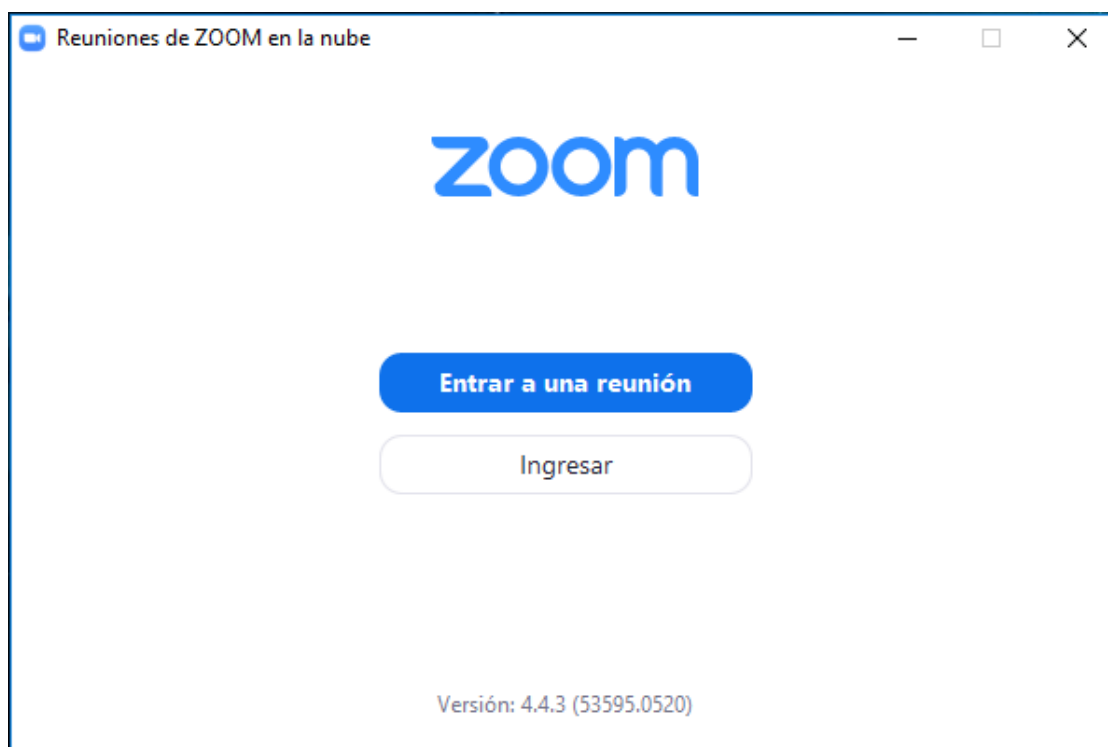 Reuniones de ZOOM en la nube
zoom
Entrar a una reunión
Ingresar
Versión: 4.4.3 (53595.0520)